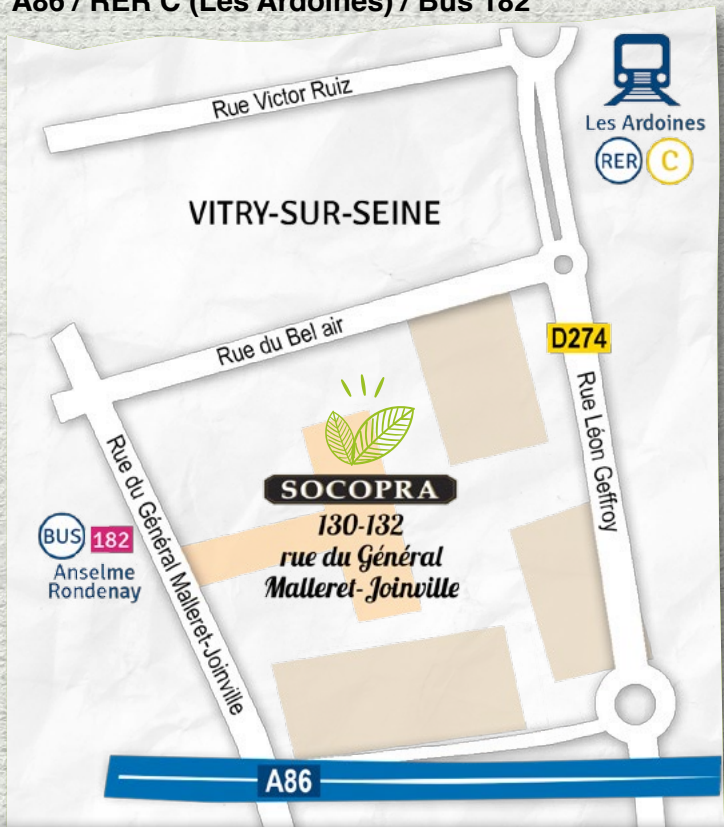 A86 / RER C (Les Ardoines) / Bus 182
Rue Victor Ruiz
Les Ardoines
RER C
VITRY-SUR-SEINE
Rue du Bel air
D274
Rue Léon Geffroy
Rue du Général Malleret-Joinville
SOCOPRA
130-132
rue du Général
Malleret-Joinville
BUS 182
Anselme
Rondenay
A86